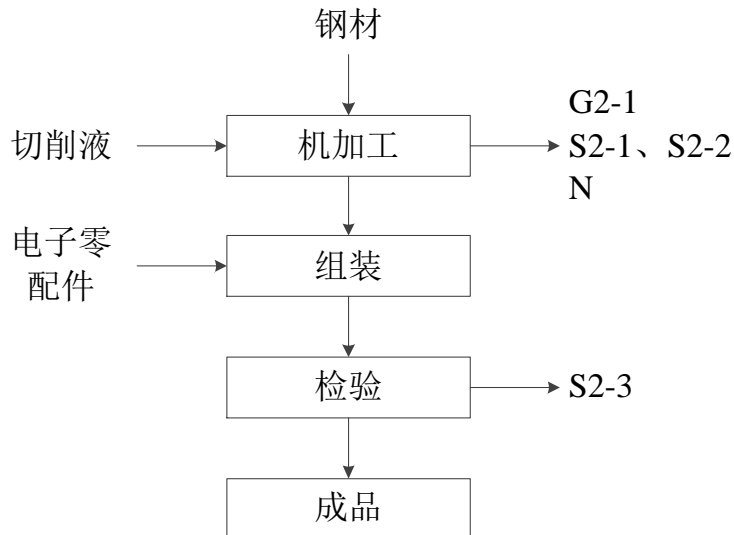 钢材
切削液
机加工
G2-1
S2-1、S2-2
N
电子零
配件
组装
检验
S2-3
成品